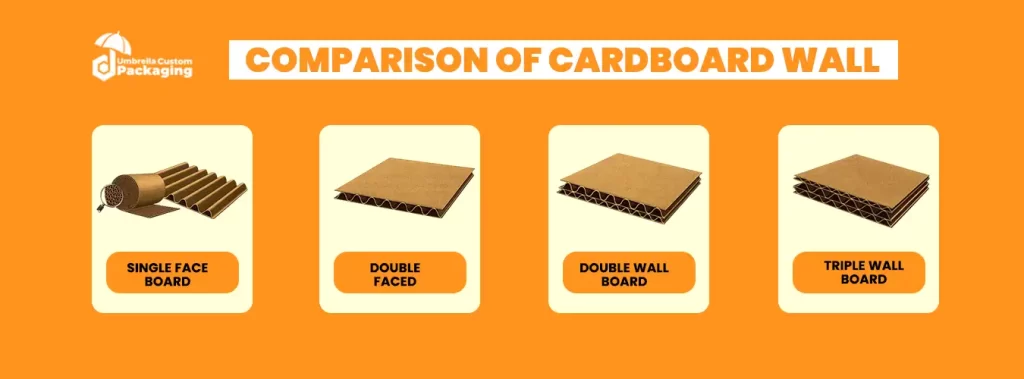 Umbrella Custom
Packaging
COMPARISON OF CARDBOARD WALL
SINGLE FACE
BOARD
DOUBLE
FACED
DOUBLE WALL
BOARD
TRIPLE WALL
BOARD